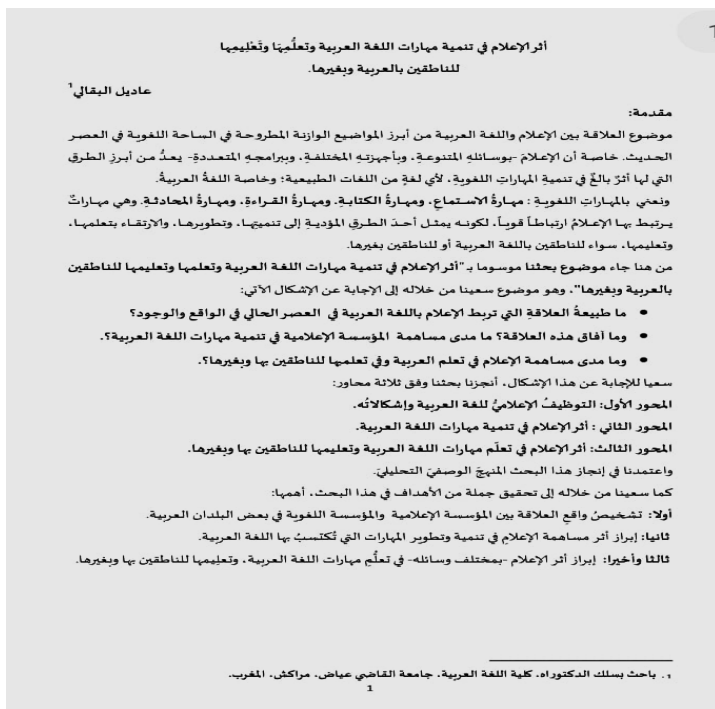 1
أثر الإعلام في تنمية مهارات اللغة العربية وتعلُّمِهَا وتَعْلِيمِها
للناطقين بالعربية وبغيرها.
عاديل البقالي1
مقدمة:
موضوع العلاقة بين الإعلام واللغة العربية من أبرز المواضيع الوازنة المطروحة في الساحة اللغوية في العصر
الحديث. خاصة أن الإعلامَ -بوسائلهِ المتنوعةِ، وبأجهزتهِ المختلفةِ، وببرامجهِ المتعددةِ- يعدُّ من أبرزِ الطرقِ
التي لها أثرٌ بالغٌ في تنميةِ المهاراتِ اللغويةِ، لأي لغةٍ من اللغات الطبيعية؛ وخاصة اللغةُ العربيةُ.
ونعني بالمهاراتِ اللغويةِ : مهارةُ الاستماعِ، ومهارةُ الكتابةِ، ومهارةُ القراءةِ، ومهارةُ المحادثةِ. وهي مهاراتٌ
يرتبط بها الإعلامُ ارتباطاً قوياً، لكونه يمثل أحدَ الطرقِ المؤديةِ إلى تنميتِها، وتطويرِها، والارتقاء بتعلمها،
وتعليمها، سواء للناطقين باللغة العربية أو للناطقين بغيرها.
من هنا جاء موضوع بحثنا موسوما بـ "أثر الإعلام في تنمية مهارات اللغة العربية وتعلمها وتعليمها للناطقين
بالعربية وبغيرها"، وهو موضوع سعينا من خلاله إلى الإجابة عن الإشكال الآتي:
• ما طبيعةُ العلاقةِ التي تربط الإعلام باللغة العربية في العصر الحالي في الواقع والوجود؟
• وما آفاق هذه العلاقة؟ ما مدى مساهمة المؤسسة الإعلامية في تنمية مهارات اللغة العربية؟.
• وما مدى مساهمة الإعلام في تعلم العربية وفي تعلمها للناطقين بها وبغيرها؟.
سعيا للإجابة عن هذا الإشكال، أنجزنا بحثنا وفق ثلاثة محاور:
المحور الأول: التوظيفُ الإعلاميُّ للغة العربية وإشكالاتُه.
المحور الثاني : أثر الإعلام في تنمية مهارات اللغة العربية.
المحور الثالث: أثر الإعلام في تعلّم مهارات اللغة العربية وتعليمها للناطقين بها وبغيرها.
واعتمدنا في إنجاز هذا البحث المنهجَ الوصفيَ التحليليَ.
كما سعينا من خلاله إلى تحقيق جملة من الأهداف في هذا البحث، أهمها:
أولا: تشخيصُ واقعِ العلاقة بين المؤسسة الإعلامية والمؤسسة اللغوية في بعض البلدان العربية.
ثانيا: إبراز أثر مساهمة الإعلامِ في تنمية وتطوير المهارات التي تُكتسبُ بها اللغة العربية.
ثالثا وأخيرا: إبراز أثر الإعلام -بمختلف وسائله- في تعلُّمِ مهارات اللغة العربية، وتعليمها للناطقين بها وبغيرها.
1 . باحث بسلك الدكتوراه، كلية اللغة العربية، جامعة القاضي عياض، مراكش، المغرب.
1